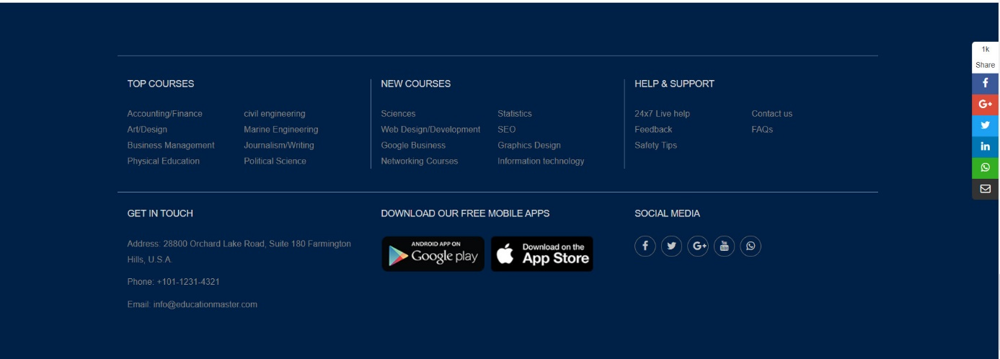 1k
Share
TOP COURSES
Accounting/Finance
Art/Design
Business Management
Physical Education
civil engineering
Marine Engineering
Journalism/Writing
Political Science
NEW COURSES
Sciences
Web Design/Development
Google Business
Networking Courses
Statistics
SEO
Graphics Design
Information technology
HELP & SUPPORT
24x7 Live help
Feedback
Safety Tips
Contact us
FAQs
GET IN TOUCH
Address: 28800 Orchard Lake Road, Suite 180 Farmington
Hills, U.S.A.
Phone: +101-1231-4321
Email: info@educationmaster.com
DOWNLOAD OUR FREE MOBILE APPS
ANDROID APP ON
Google play
Download on the
App Store
SOCIAL MEDIA